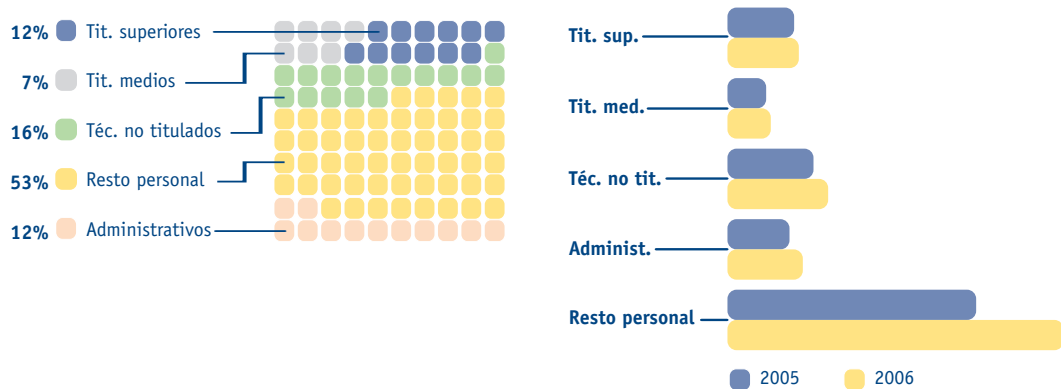 12% Tit. superiores
7% Tit. medios
16% Téc. no titulados
53% Resto personal
12% Administrativos
Tit. sup.
Tit. med.
Téc. no tit.
Administ.
Resto personal
2005 2006